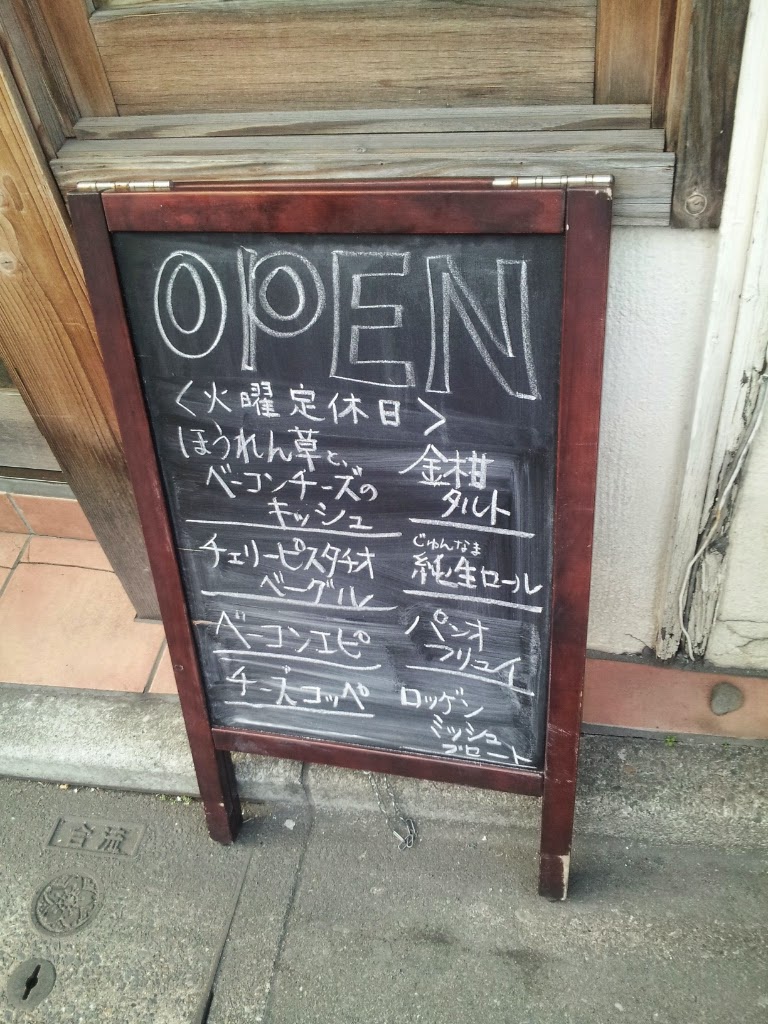 OPEN
<火曜定休日>
ほうれん草と、
ベーコンチーズの
キッシュ
チェリーピスタチオ
ベーグル
ベーコンエピ
チーズコッペ
金柑
タルト
じゅんなま
純生ロール
パンオ
フリュイ
ロッゲン
ミッシュ
ブロート
合流